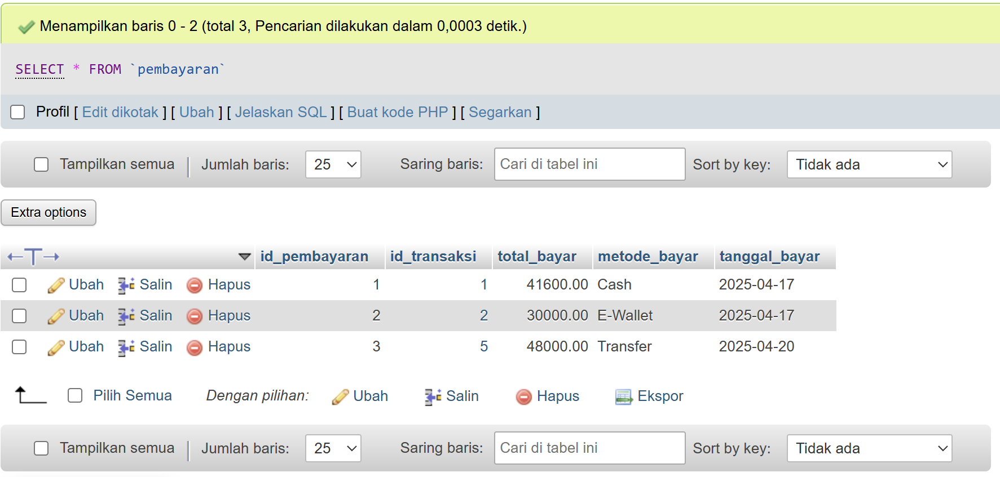 Menampilkan baris 0 - 2 (total 3, Pencarian dilakukan dalam 0,0003 detik.)
SELECT * FROM `pembayaran`
Profil [ Edit dikotak ] [ Ubah ] [ Jelaskan SQL ] [ Buat kode PHP ] [ Segarkan ]
Tampilkan semua | Jumlah baris: 25 Saring baris: Cari di tabel ini Sort by key: Tidak ada
Extra options
←T→ id_pembayaran id_transaksi total_bayar metode_bayar tanggal_bayar
Ubah Salin Hapus 1 1 41600.00 Cash 2025-04-17
Ubah Salin Hapus 2 2 30000.00 E-Wallet 2025-04-17
Ubah Salin Hapus 3 5 48000.00 Transfer 2025-04-20
Pilih Semua Dengan pilihan: Ubah Salin Hapus Ekspor
Tampilkan semua | Jumlah baris: 25 Saring baris: Cari di tabel ini Sort by key: Tidak ada